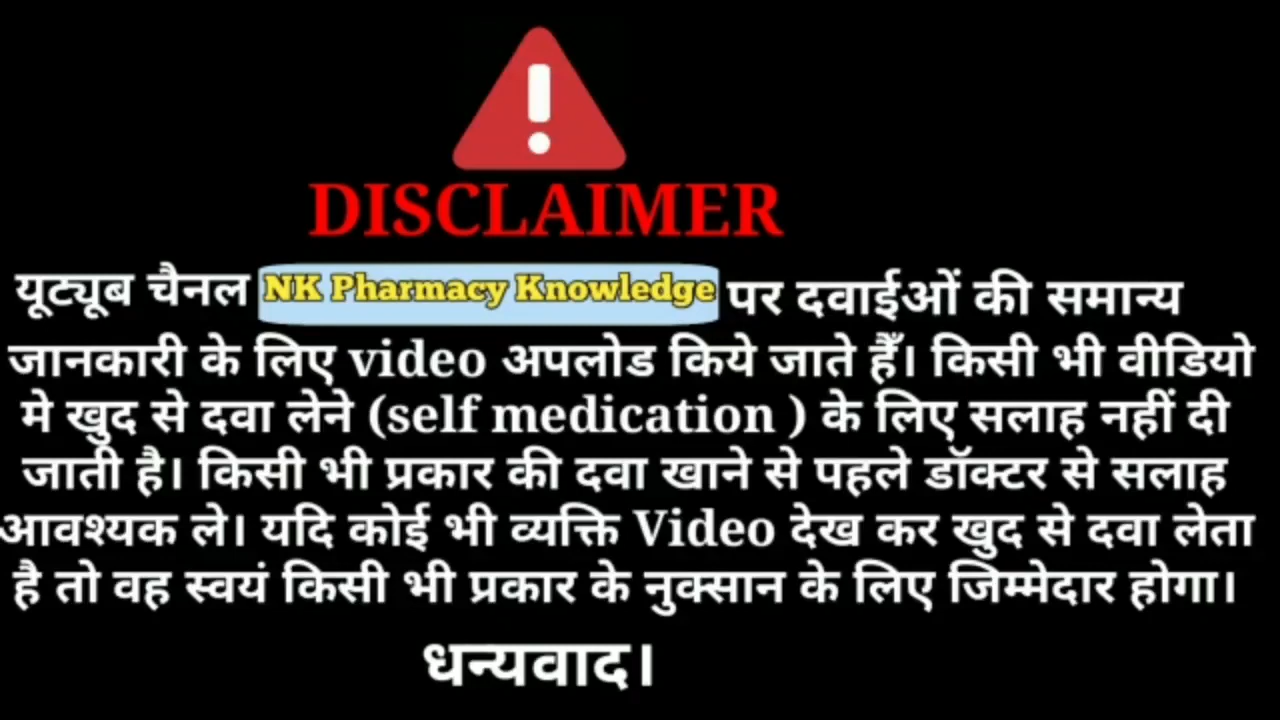 DISCLAIMER
यूट्यूब चैनल NK Pharmacy Knowledge पर दवाईओं की समान्य
जानकारी के लिए video अपलोड किये जाते हैँ। किसी भी वीडियो
मे खुद से दवा लेने (self medication ) के लिए सलाह नहीं दी
जाती है। किसी भी प्रकार की दवा खाने से पहले डॉक्टर से सलाह
आवश्यक ले। यदि कोई भी व्यक्ति Video देख कर खुद से दवा लेता
है तो वह स्वयं किसी भी प्रकार के नुक्सान के लिए जिम्मेदार होगा।
धन्यवाद।